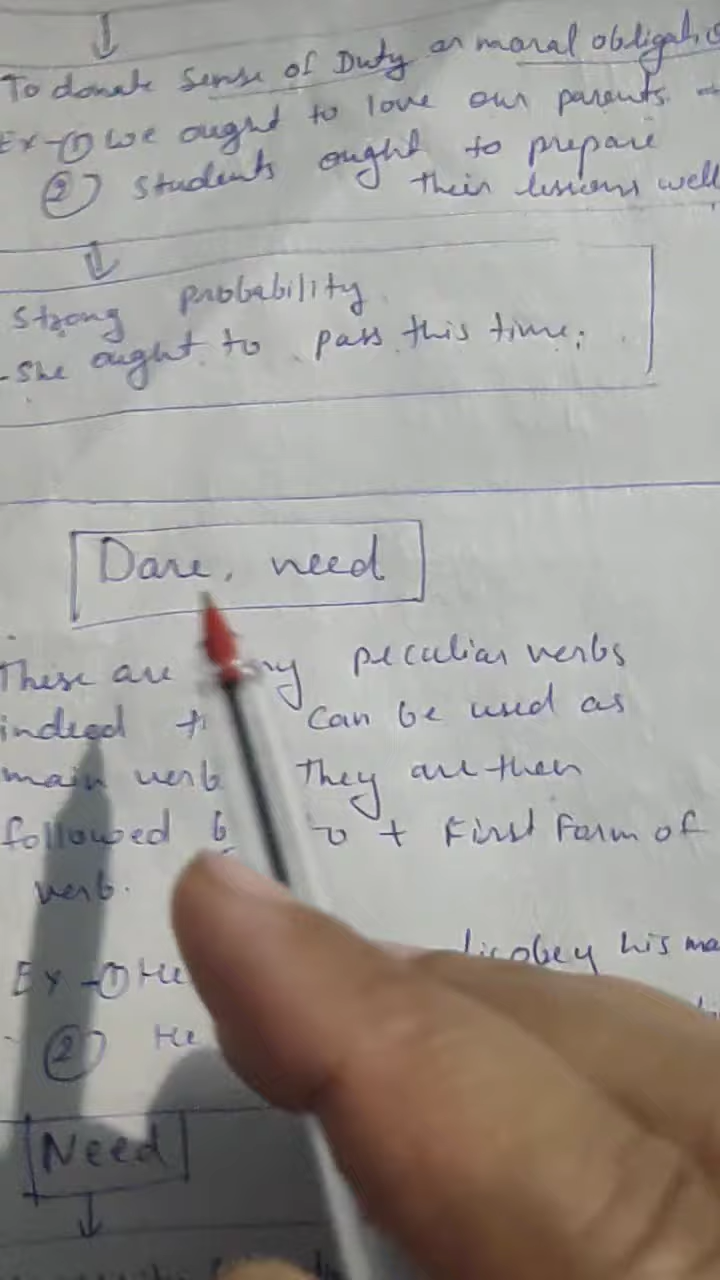 To donate Sense of Duty or moral
Ex-① We ought to love our parents.
② Students ought to prepare
their lessions well
Strong probability.
-She ought to pass this time.
Dare, need
These are peculiar verbs
indeed can be used as
main verb They are then
followed + First Form of
verb.
Ex-① He disobey his
② He
Need